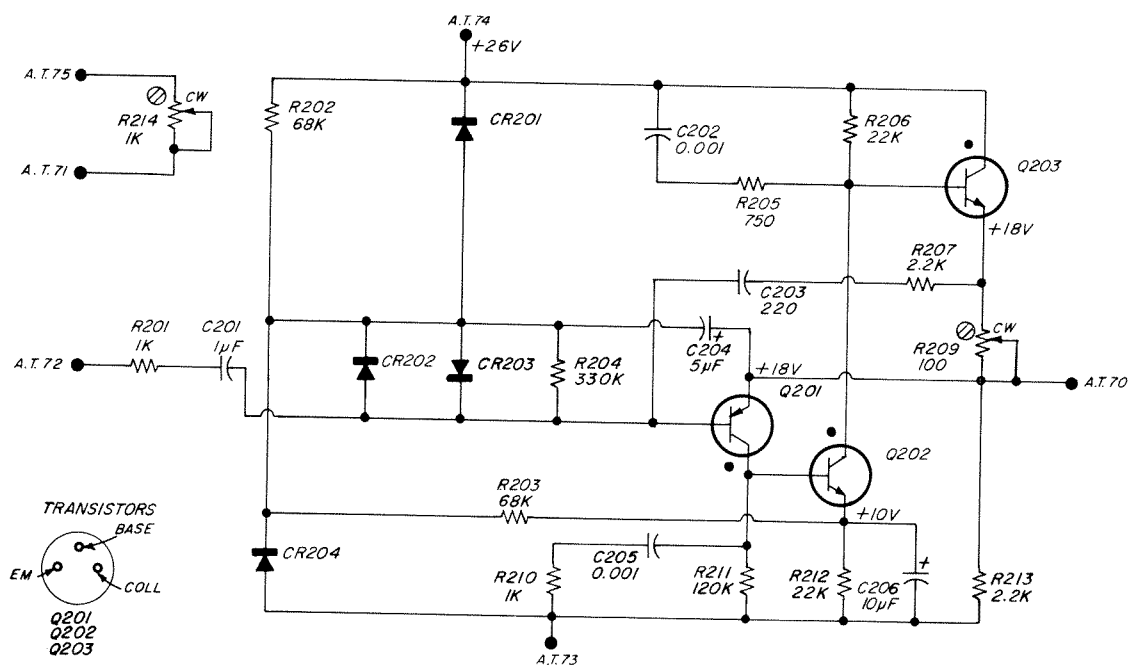 A.T.74
+26V
A.T.75
CW
R214
1K
A.T.71
R202
68K
CR201
C202
0.001
R206
22K
Q203
R205
750
+18V
R207
2.2K
C203
220
R201
1K
C201
1µF
A.T.72
CR202
CR203
R204
330K
C204
5µF
+
+18V
Q201
CW
R209
100
A.T.70
Q202
R203
68K
+10V
TRANSISTORS
BASE
EM
COLL
Q201
Q202
Q203
CR204
R210
1K
C205
0.001
R211
120K
R212
22K
+
C206
10µF
R213
2.2K
A.T.73